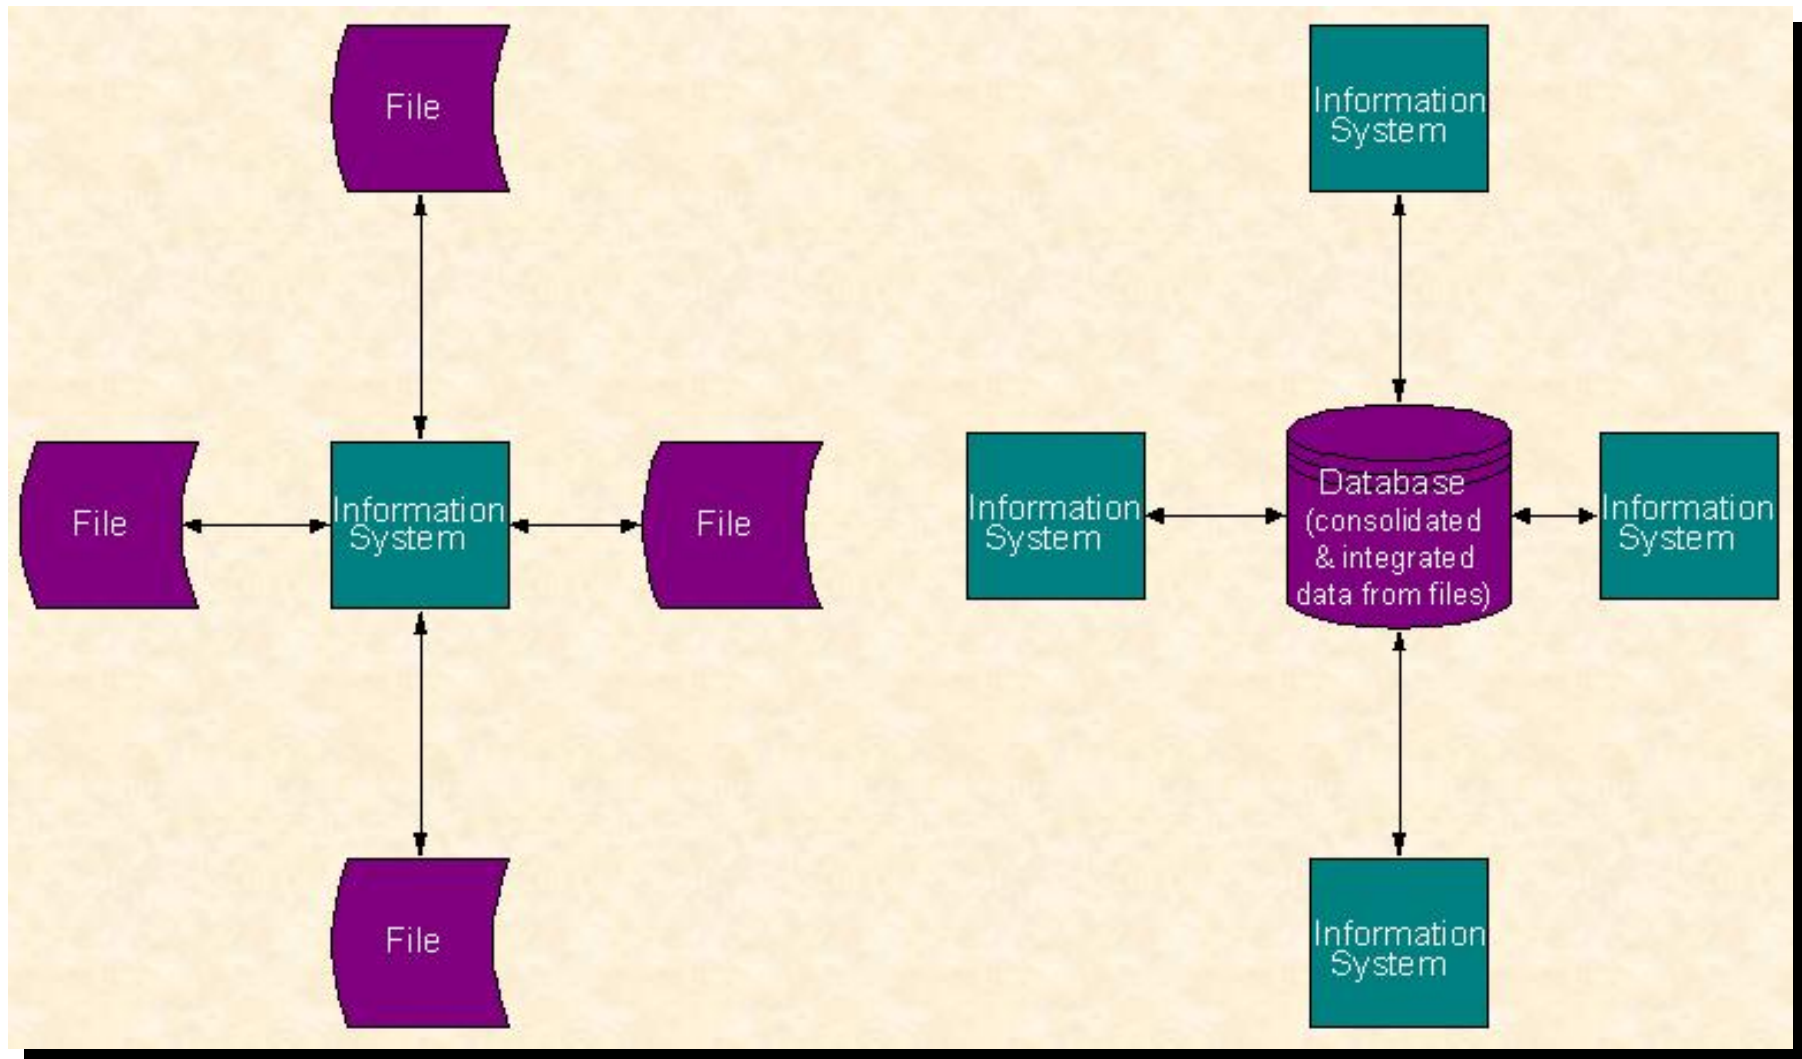 File
File
Information
System
File
File
Information
System
Information
System
Database
(consolidated
& integrated
data from files)
Information
System
Information
System